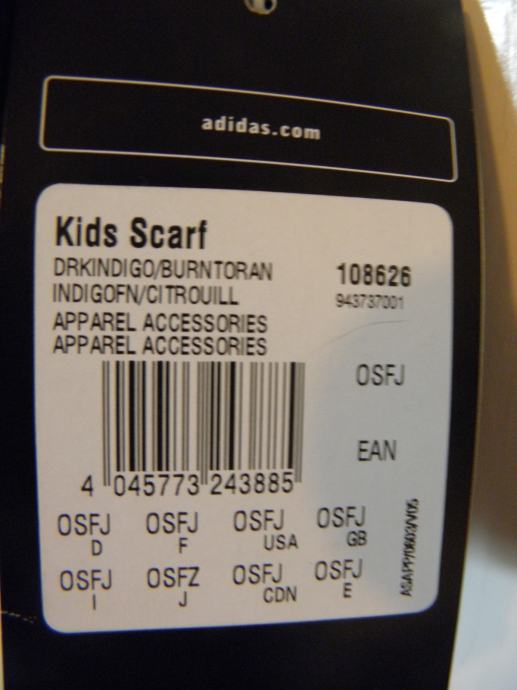 adidas.com
Kids Scarf
DRKINDIGO/BURNTORAN
INDIGOFN/CITROUILL
108626
943737001
APPAREL ACCESSORIES
APPAREL ACCESSORIES
OSFJ
EAN
4 045773 243885
OSFJ OSFJ OSFJ OSFJ
D F USA GB
OSFJ OSFZ OSFJ OSFJ
I J CDN E